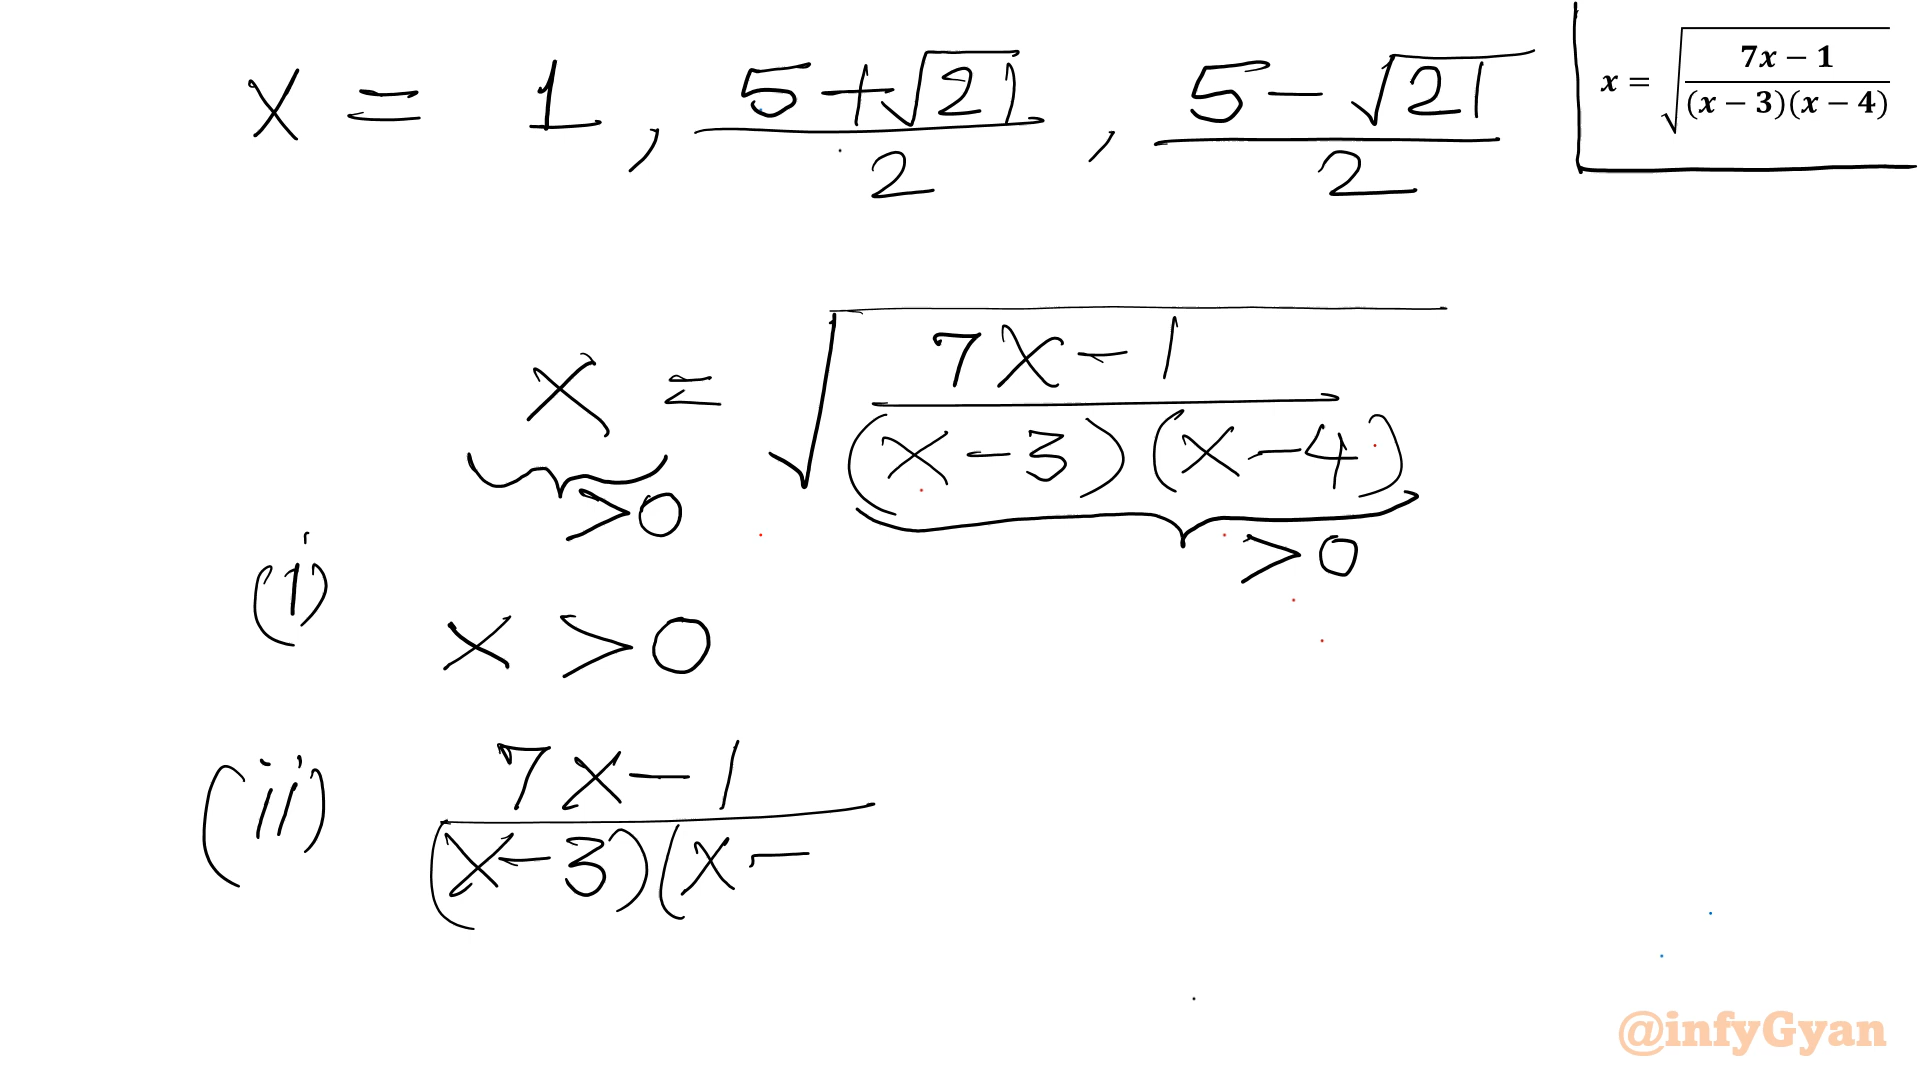 x = 1, (5+√21)/2, (5-√21)/2
x = √((7x - 1)/((x - 3)(x - 4)))
x = √((7x-1)/((x-3)(x-4)))
>0 >0
(i) x > 0
(ii) (7x-1)/((x-3)(x-
@infyGyan